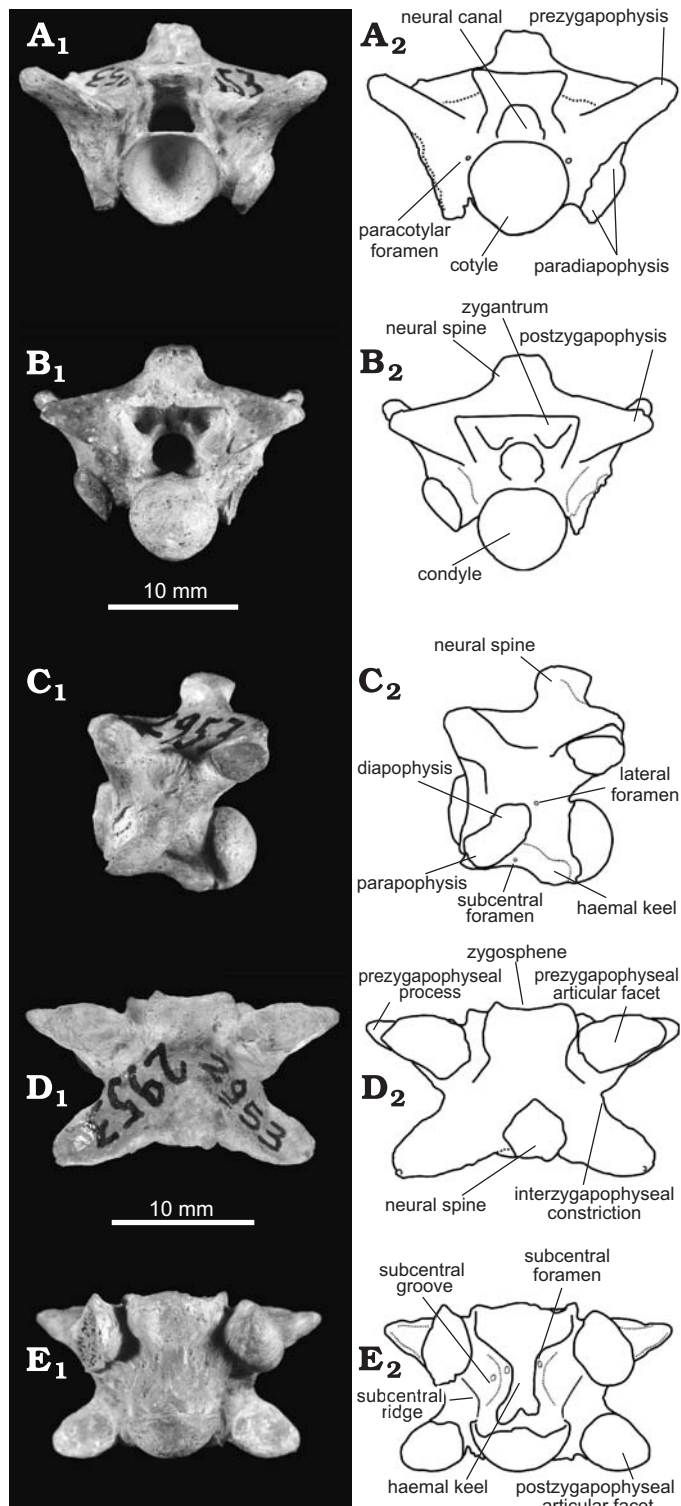 A1
A2
neural canal
prezygapophysis
paracotylar
foramen
cotyle
paradiapophysis
B1
B2
zygantrum
neural spine
postzygapophysis
condyle
10 mm
C1
2953
C2
neural spine
diapophysis
lateral
foramen
parapophysis
subcentral
foramen
haemal keel
D1
2953
2953
D2
zygosphene
prezygapophyseal
process
prezygapophyseal
articular facet
neural spine
interzygapophyseal
constriction
10 mm
E1
E2
subcentral
groove
subcentral
foramen
subcentral
ridge
haemal keel
postzygapophyseal
articular facet